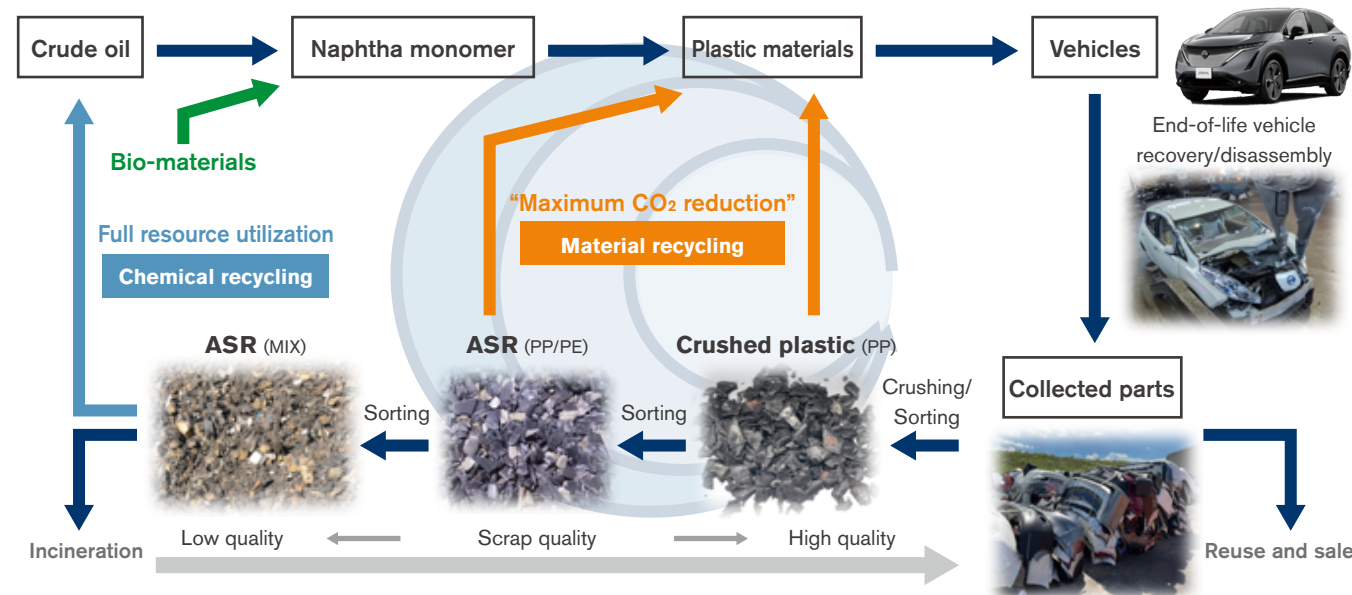 Crude oil
Naphtha monomer
Plastic materials
Vehicles
Bio-materials
End-of-life vehicle
recovery/disassembly
"Maximum CO₂ reduction"
Material recycling
Full resource utilization
Chemical recycling
ASR (MIX)
ASR (PP/PE)
Crushed plastic (PP)
Collected parts
Sorting
Sorting
Crushing/
Sorting
Incineration
Low quality
Scrap quality
High quality
Reuse and sale